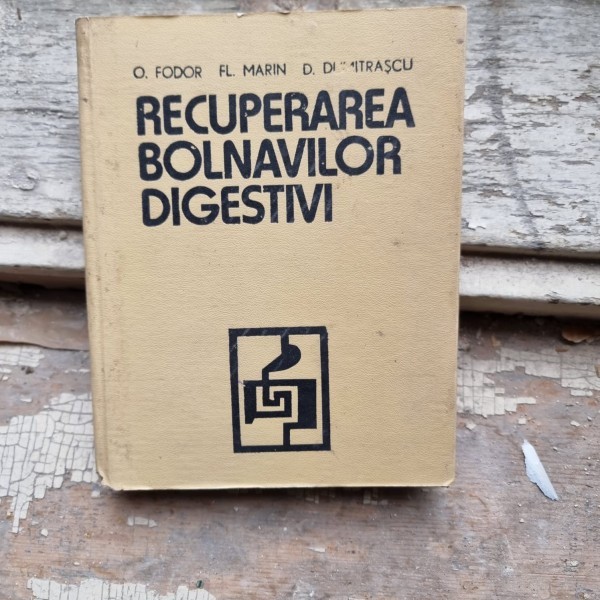 O. FODOR FL. MARIN D. DUMITRAȘCU
RECUPERAREA
BOLNAVILOR
DIGESTIVI